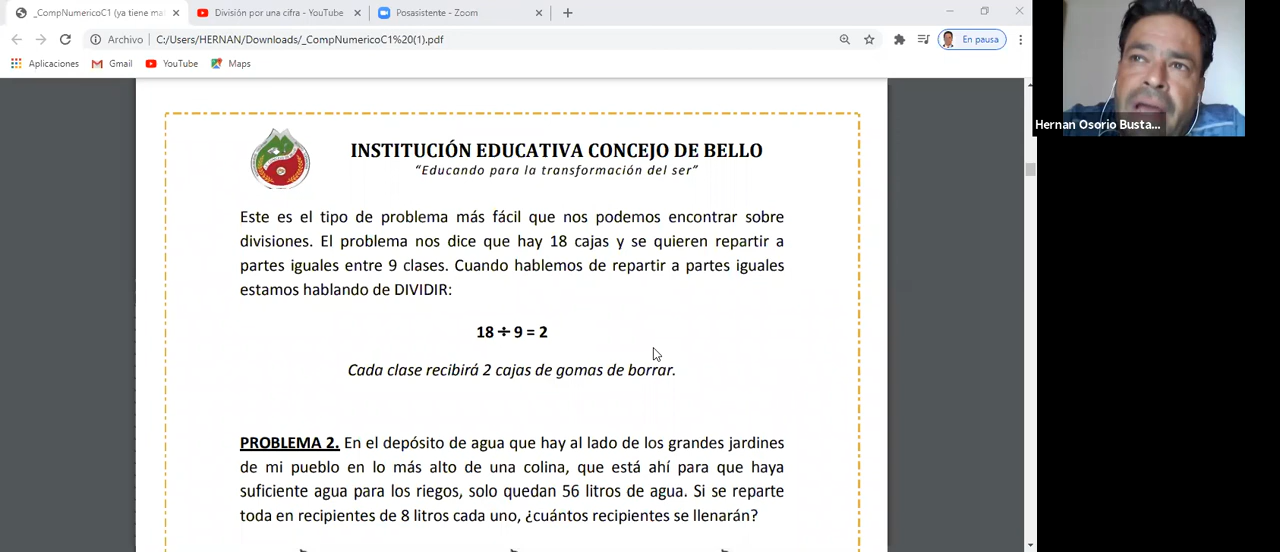 _CompNumericoC1 (ya tiene ma
División por una cifra - YouTube
Posasistente - Zoom
Archivo
C:/Users/HERNAN/Downloads/_CompNumericoC1%20(1).pdf
En pausa
Aplicaciones
Gmail
YouTube
Maps
Hernan Osorio Busta...
INSTITUCIÓN EDUCATIVA CONCEJO DE BELLO
“Educando para la transformación del ser”
Este es el tipo de problema más fácil que nos podemos encontrar sobre
divisiones. El problema nos dice que hay 18 cajas y se quieren repartir a
partes iguales entre 9 clases. Cuando hablemos de repartir a partes iguales
estamos hablando de DIVIDIR:
18 ÷ 9 = 2
Cada clase recibirá 2 cajas de gomas de borrar.
PROBLEMA 2. En el depósito de agua que hay al lado de los grandes jardines
de mi pueblo en lo más alto de una colina, que está ahí para que haya
suficiente agua para los riegos, solo quedan 56 litros de agua. Si se reparte
toda en recipientes de 8 litros cada uno, ¿cuántos recipientes se llenarán?